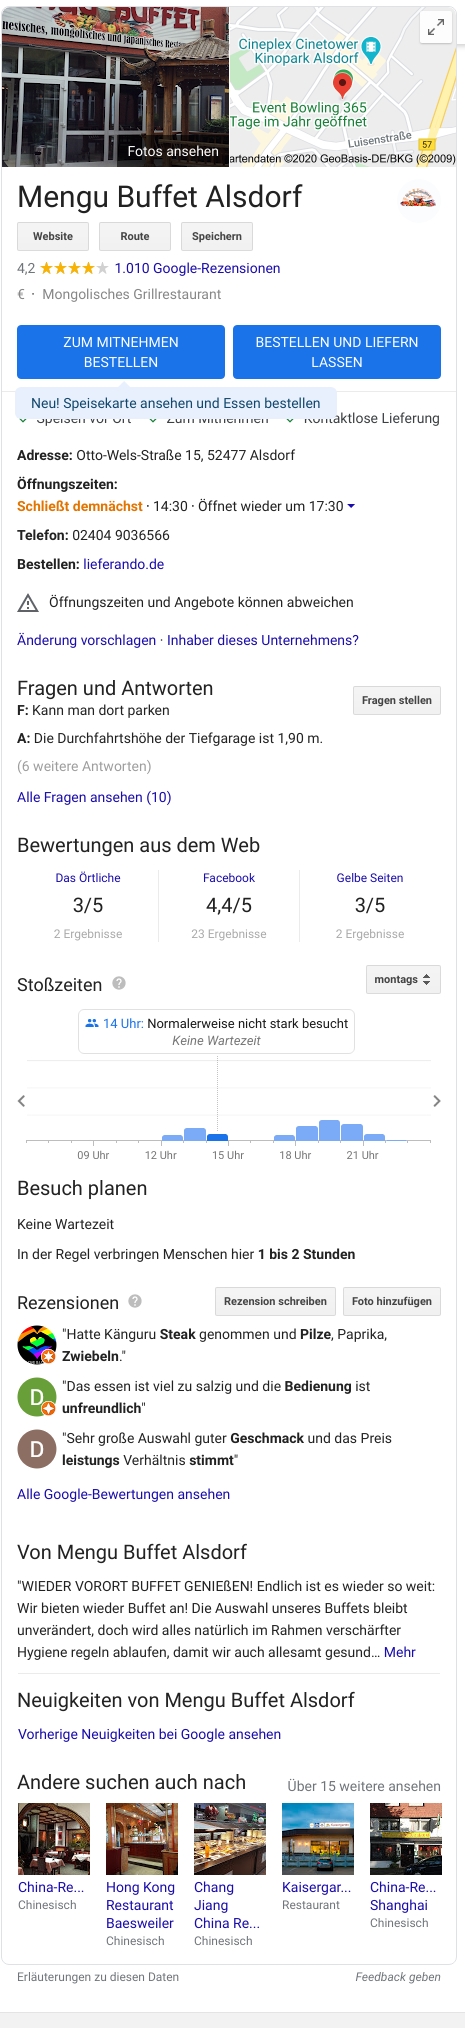 BUFFET
nesisches, mongolisches und japanisches Rest
Fotos ansehen
Cineplex Cinetower
Kinopark Alsdorf
Event Bowling 365
Tage im Jahr geöffnet
Luisenstraße
57
artendaten ©2020 GeoBasis-DE/BKG (©2009)
Mengu Buffet Alsdorf
Website Route Speichern
4,2 1.010 Google-Rezensionen
€ · Mongolisches Grillrestaurant
ZUM MITNEHMEN
BESTELLEN
BESTELLEN UND LIEFERN
LASSEN
Neu! Speisekarte ansehen und Essen bestellen
Speisen vor Ort Zum Mitnehmen Kontaktlose Lieferung
Adresse: Otto-Wels-Straße 15, 52477 Alsdorf
Öffnungszeiten:
Schließt demnächst · 14:30 · Öffnet wieder um 17:30
Telefon: 02404 9036566
Bestellen: lieferando.de
Öffnungszeiten und Angebote können abweichen
Änderung vorschlagen · Inhaber dieses Unternehmens?
Fragen und Antworten
Fragen stellen
F: Kann man dort parken
A: Die Durchfahrtshöhe der Tiefgarage ist 1,90 m.
(6 weitere Antworten)
Alle Fragen ansehen (10)
Bewertungen aus dem Web
Das Örtliche Facebook Gelbe Seiten
3/5 4,4/5 3/5
2 Ergebnisse 23 Ergebnisse 2 Ergebnisse
Stoßzeiten ? montags
14 Uhr: Normalerweise nicht stark besucht
Keine Wartezeit
09 Uhr 12 Uhr 15 Uhr 18 Uhr 21 Uhr
Besuch planen
Keine Wartezeit
In der Regel verbringen Menschen hier 1 bis 2 Stunden
Rezensionen ? Rezension schreiben Foto hinzufügen
"Hatte Känguru Steak genommen und Pilze, Paprika,
Zwiebeln."
D "Das essen ist viel zu salzig und die Bedienung ist
unfreundlich"
D "Sehr große Auswahl guter Geschmack und das Preis
leistungs Verhältnis stimmt"
Alle Google-Bewertungen ansehen
Von Mengu Buffet Alsdorf
"WIEDER VORORT BUFFET GENIEßEN! Endlich ist es wieder so weit:
Wir bieten wieder Buffet an! Die Auswahl unseres Buffets bleibt
unverändert, doch wird alles natürlich im Rahmen verschärfter
Hygiene regeln ablaufen, damit wir auch allesamt gesund... Mehr
Neuigkeiten von Mengu Buffet Alsdorf
Vorherige Neuigkeiten bei Google ansehen
Andere suchen auch nach Über 15 weitere ansehen
China-Re...
Chinesisch
Hong Kong
Restaurant
Baesweiler
Chinesisch
Chang
Jiang
China Re...
Chinesisch
Kaisergar...
Restaurant
China-Re...
Shanghai
Chinesisch
Erläuterungen zu diesen Daten Feedback geben